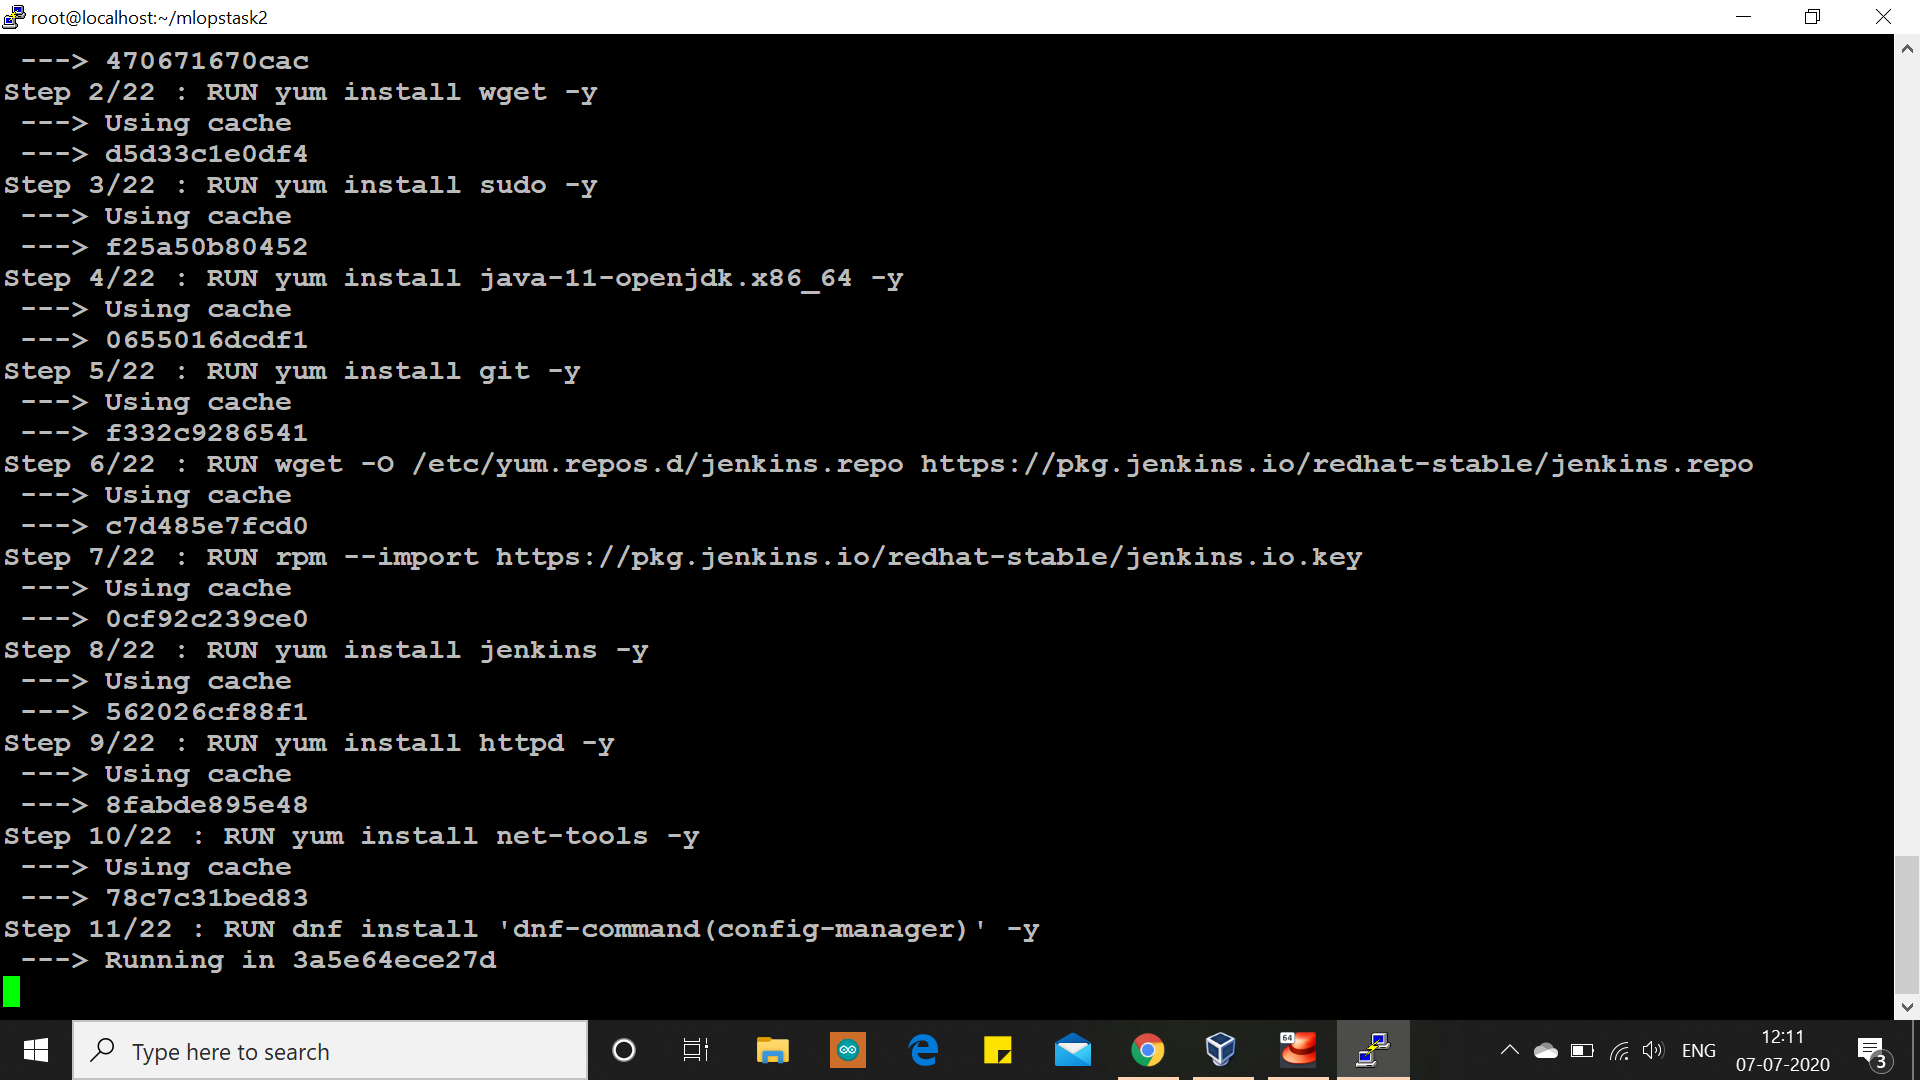 root@localhost:~/mlopstask2
---> 470671670cac
Step 2/22 : RUN yum install wget -y
---> Using cache
---> d5d33c1e0df4
Step 3/22 : RUN yum install sudo -y
---> Using cache
---> f25a50b80452
Step 4/22 : RUN yum install java-11-openjdk.x86_64 -y
---> Using cache
---> 0655016dcdf1
Step 5/22 : RUN yum install git -y
---> Using cache
---> f332c9286541
Step 6/22 : RUN wget -O /etc/yum.repos.d/jenkins.repo https://pkg.jenkins.io/redhat-stable/jenkins.repo
---> Using cache
---> c7d485e7fcd0
Step 7/22 : RUN rpm --import https://pkg.jenkins.io/redhat-stable/jenkins.io.key
---> Using cache
---> 0cf92c239ce0
Step 8/22 : RUN yum install jenkins -y
---> Using cache
---> 562026cf88f1
Step 9/22 : RUN yum install httpd -y
---> Using cache
---> 8fabde895e48
Step 10/22 : RUN yum install net-tools -y
---> Using cache
---> 78c7c31bed83
Step 11/22 : RUN dnf install 'dnf-command(config-manager)' -y
---> Running in 3a5e64ece27d
Type here to search
64
ENG
12:11
07-07-2020
3